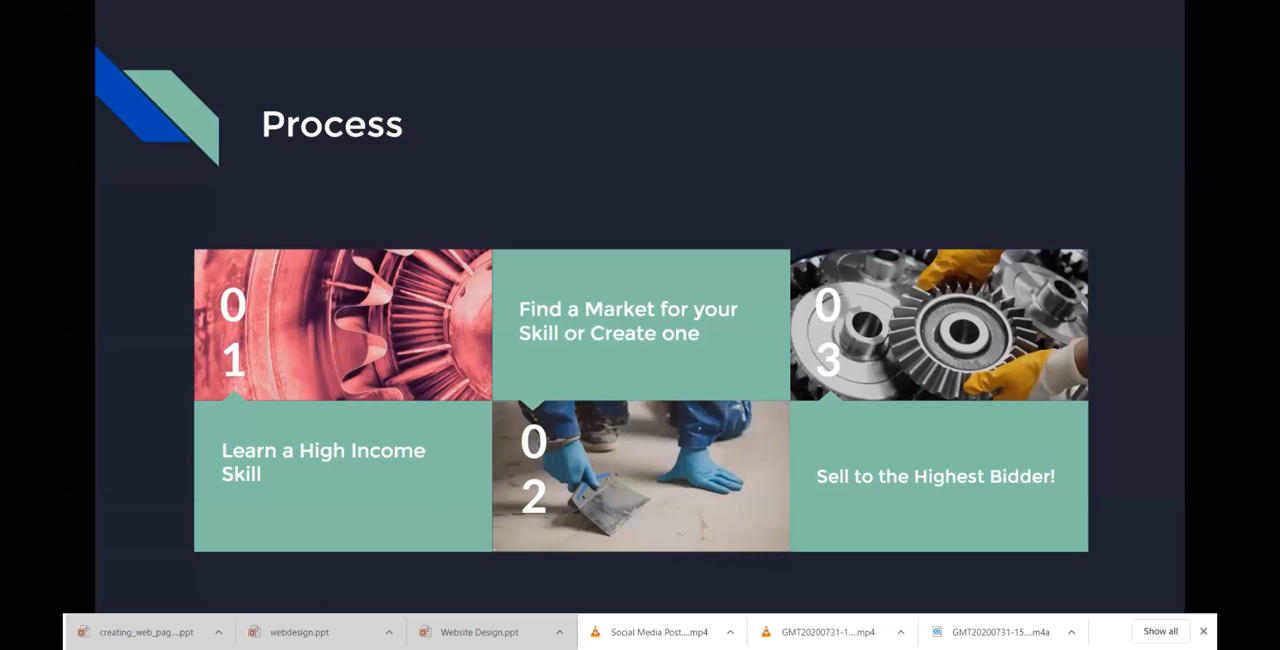 Process
0
1
Learn a High Income
Skill
Find a Market for your
Skill or Create one
0
2
0
3
Sell to the Highest Bidder!
creating_web_pag....ppt
webdesign.ppt
Website Design.ppt
Social Media Post....mp4
GMT20200731-1....mp4
GMT20200731-15....m4a
Show all